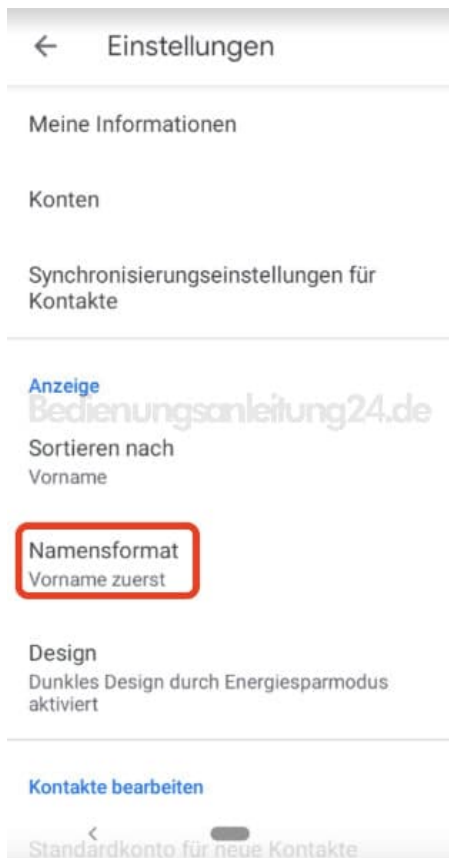 Einstellungen
Meine Informationen
Konten
Synchronisierungseinstellungen für
Kontakte
Anzeige
Bedienungsanleitung24.de
Sortieren nach
Vorname
Namensformat
Vorname zuerst
Design
Dunkles Design durch Energiesparmodus
aktiviert
Kontakte bearbeiten
Standardkonto für neue Kontakte